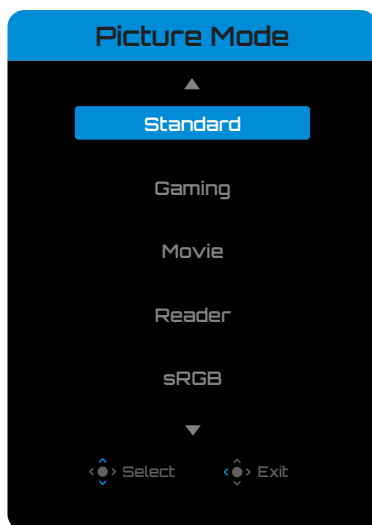 Picture Mode
Standard
Gaming
Movie
Reader
sRGB
Select Exit